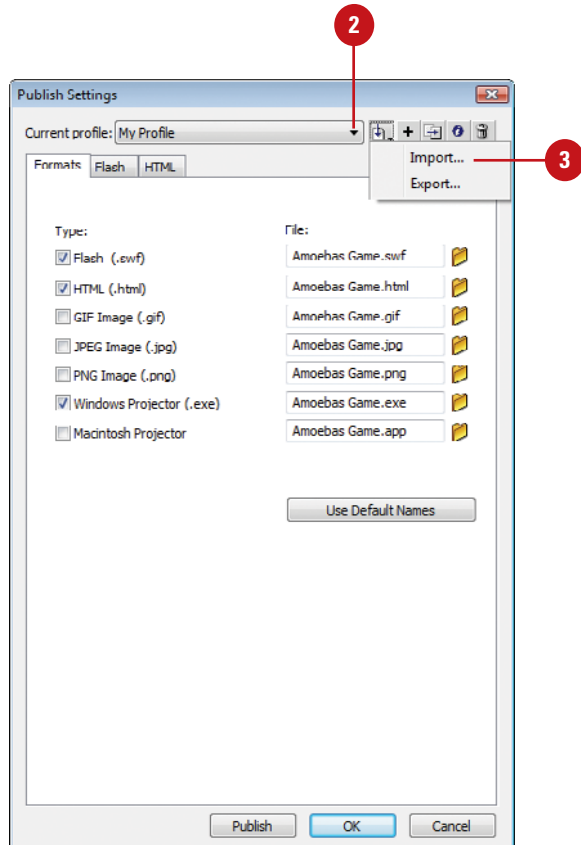 2
Publish Settings
Current profile: My Profile
Import...
3
Export...
Formats Flash HTML
Type: File:
Flash (.swf) Amoebas Game.swf
HTML (.html) Amoebas Game.html
GIF Image (.gif) Amoebas Game.gif
JPEG Image (.jpg) Amoebas Game.jpg
PNG Image (.png) Amoebas Game.png
Windows Projector (.exe) Amoebas Game.exe
Macintosh Projector Amoebas Game.app
Use Default Names
Publish OK Cancel